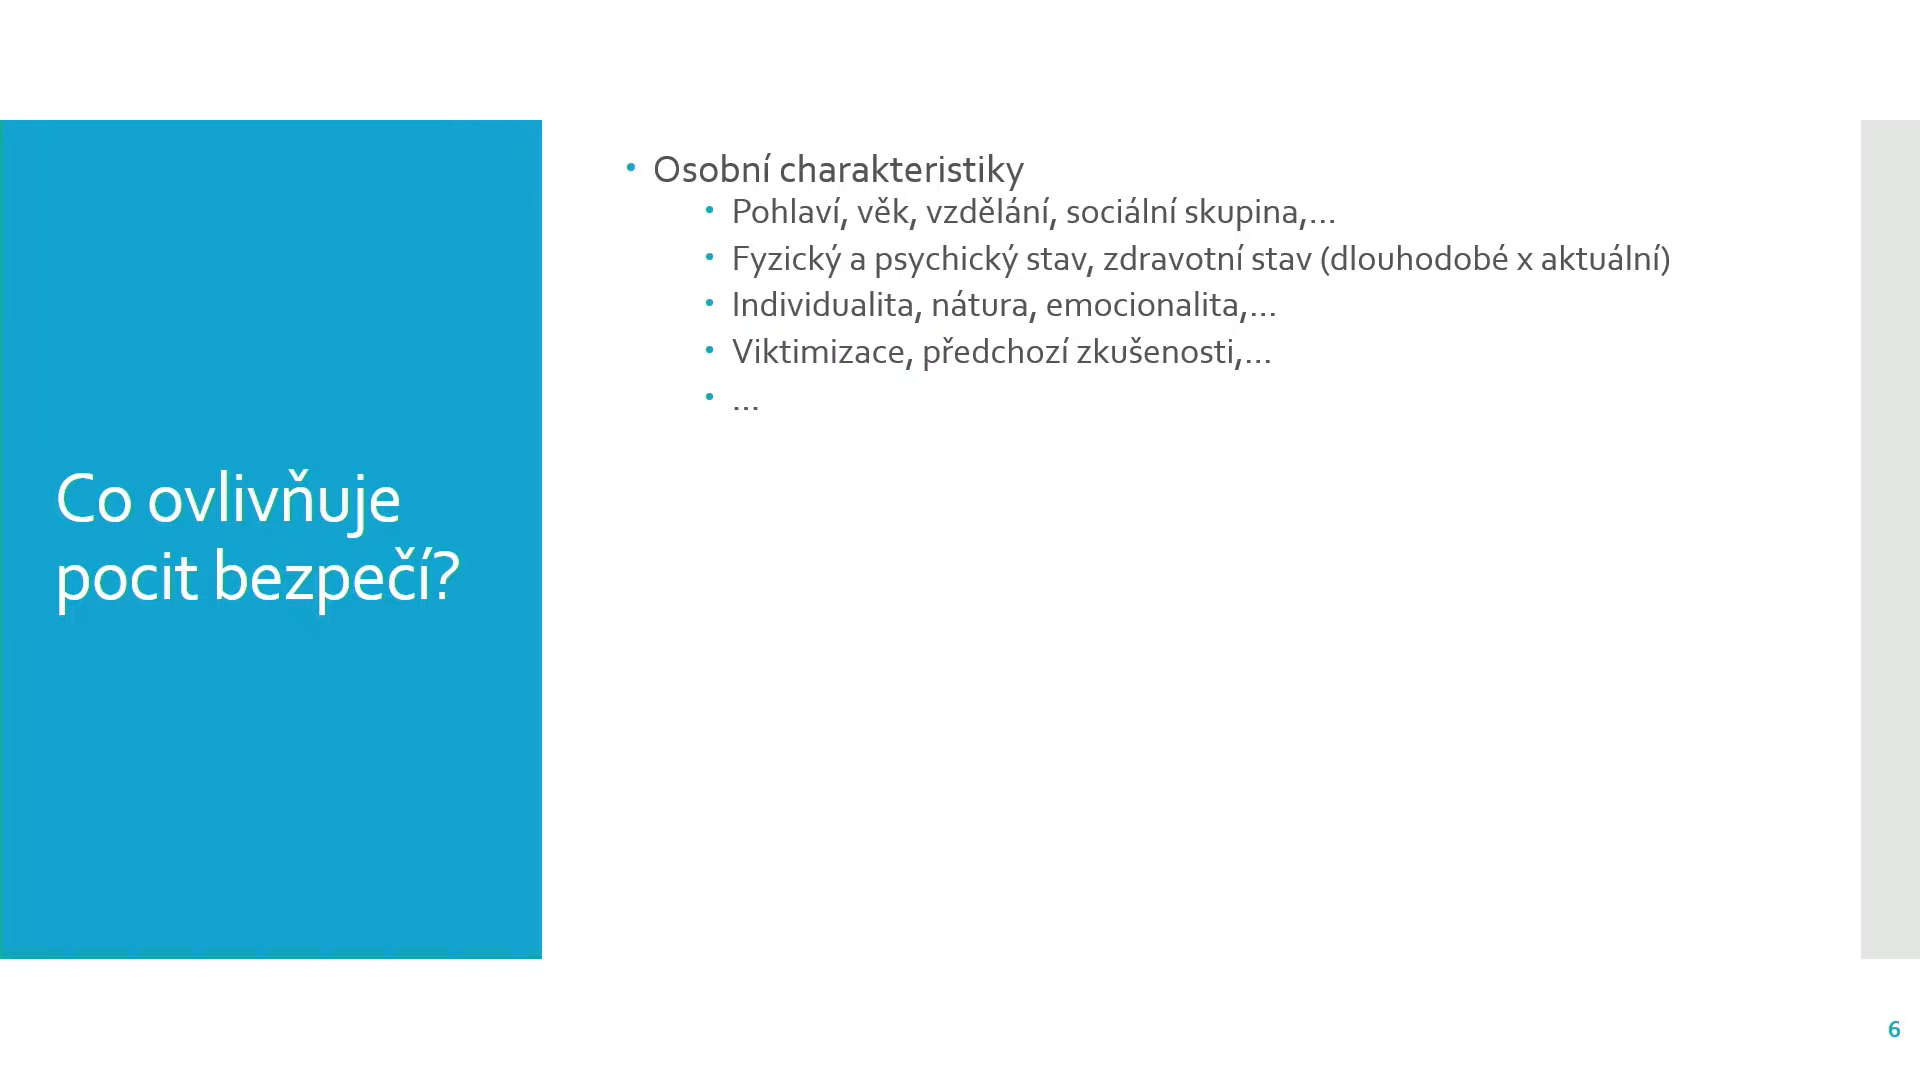 Co ovlivňuje
pocit bezpečí?
• Osobní charakteristiky
• Pohlaví, věk, vzdělání, sociální skupina,...
• Fyzický a psychický stav, zdravotní stav (dlouhodobé x aktuální)
• Individualita, nátura, emocionalita,...
• Viktimizace, předchozí zkušenosti,...
• ...
6